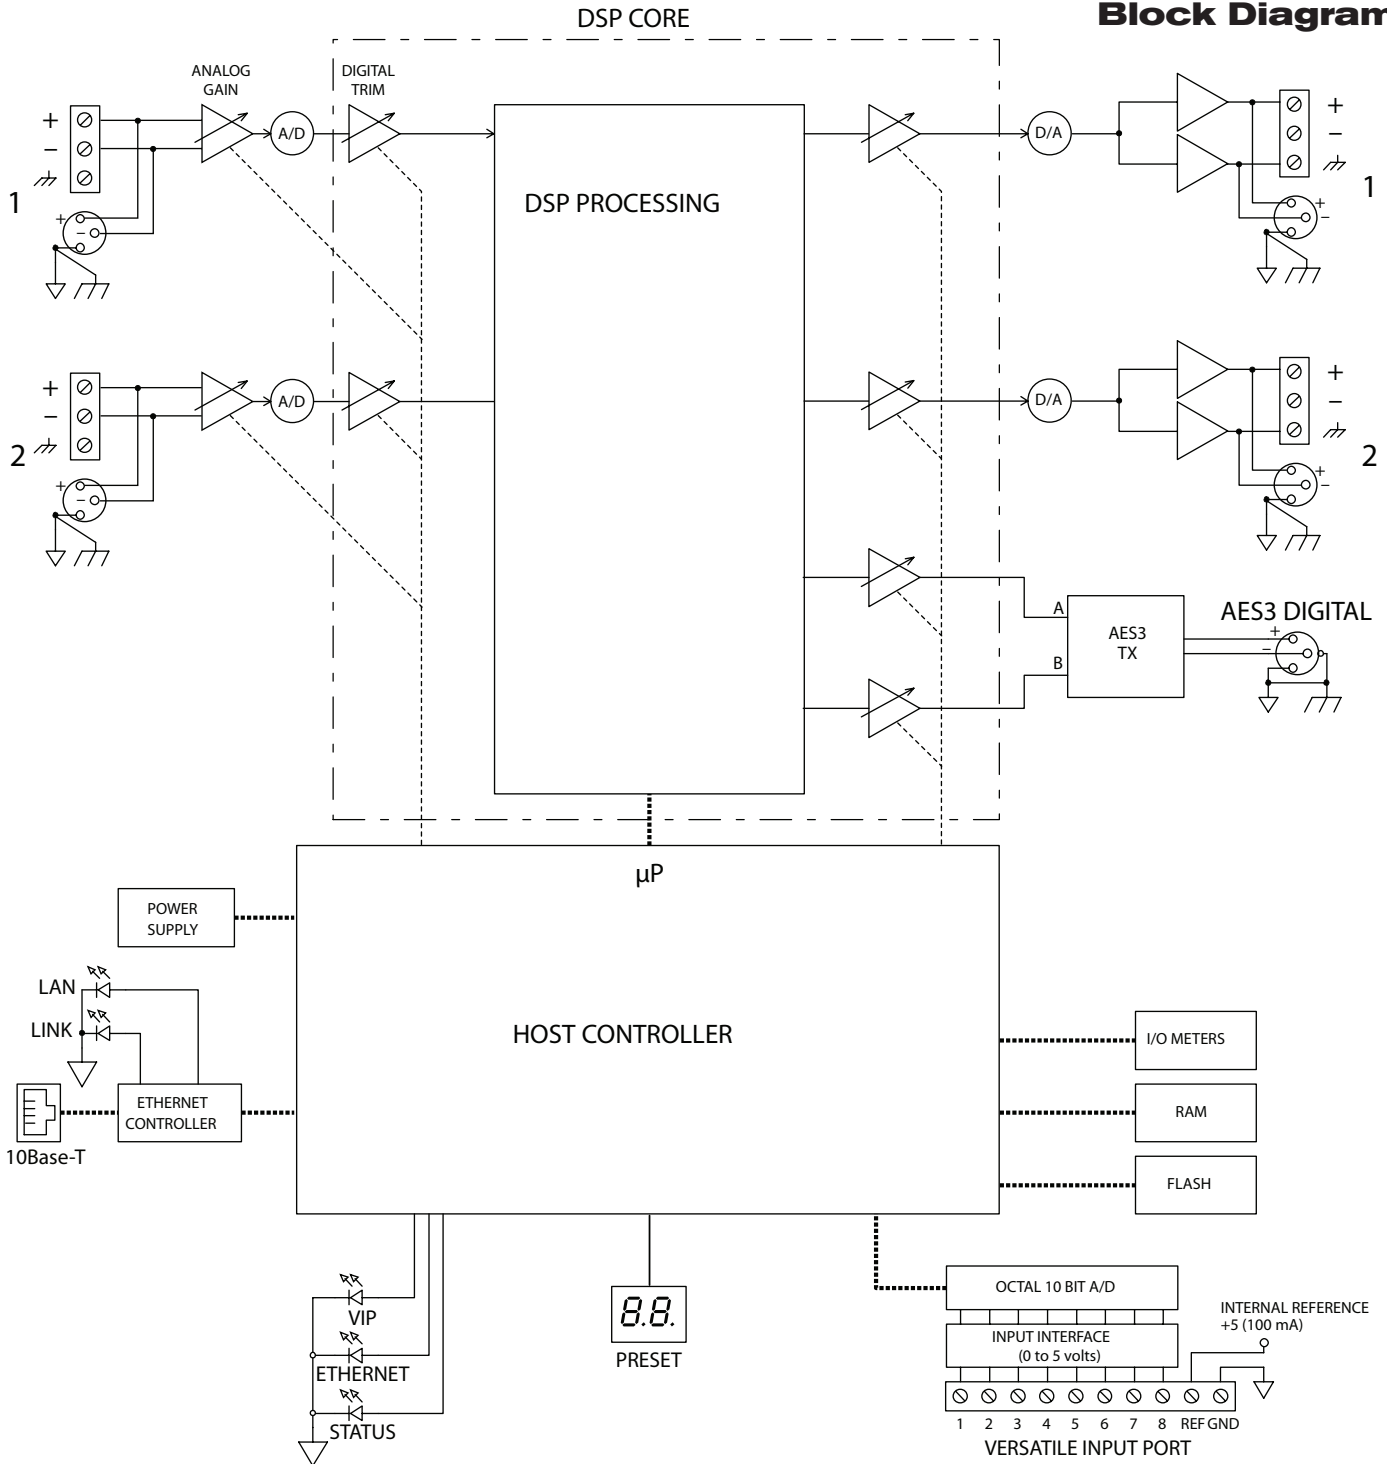 Block Diagram
DSP CORE
ANALOG
GAIN
DIGITAL
TRIM
+
−
1
+
−
A/D
DSP PROCESSING
D/A
+
−
1
+
−
+
−
2
+
−
A/D
D/A
+
−
2
+
−
A
B
AES3
TX
AES3 DIGITAL
+
−
µP
HOST CONTROLLER
POWER
SUPPLY
LAN
LINK
ETHERNET
CONTROLLER
10Base-T
I/O METERS
RAM
FLASH
VIP
ETHERNET
STATUS
8.8.
PRESET
OCTAL 10 BIT A/D
INPUT INTERFACE
(0 to 5 volts)
INTERNAL REFERENCE
+5 (100 mA)
1 2 3 4 5 6 7 8 REF GND
VERSATILE INPUT PORT